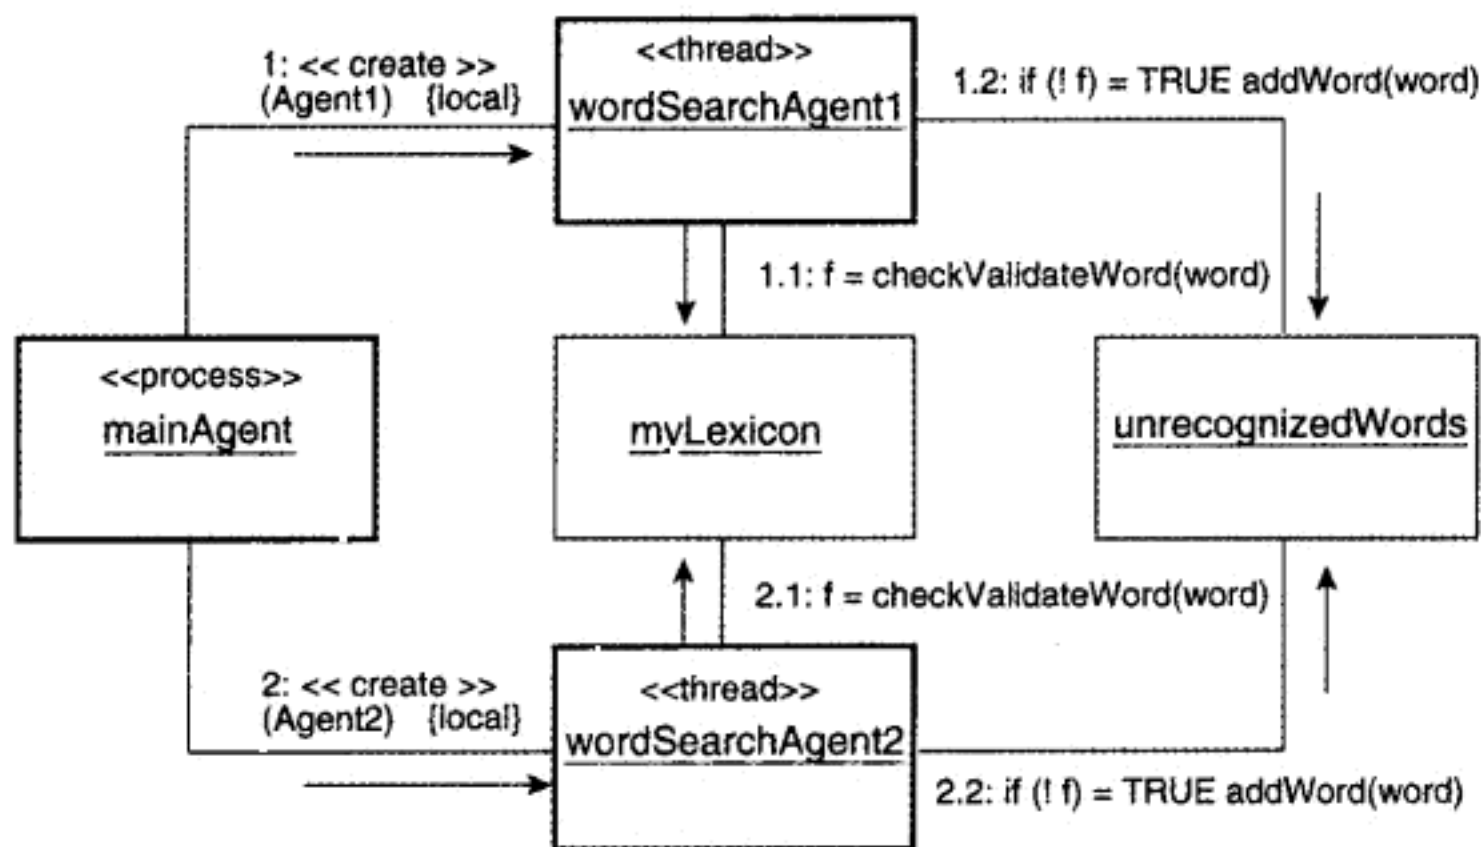 1: << create >>
(Agent1) {local}
<<thread>>
wordSearchAgent1
1.2: if (! f) = TRUE addWord(word)
1.1: f = checkValidateWord(word)
<<process>>
mainAgent
myLexicon
unrecognizedWords
2.1: f = checkValidateWord(word)
2: << create >>
(Agent2) {local}
<<thread>>
wordSearchAgent2
2.2: if (! f) = TRUE addWord(word)